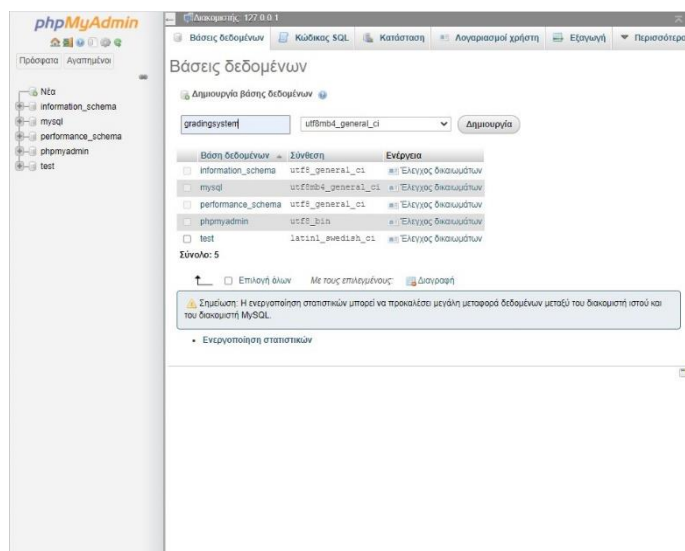 phpMyAdmin
Πρόσφατα Αγαπημένα
Νέα
information_schema
mysql
performance_schema
phpmyadmin
test
Διακομιστής: 127.0.0.1
Βάσεις δεδομένων Κώδικας SQL Κατάσταση Λογαριασμοί χρήστη Εξαγωγή Περισσότερα
Βάσεις δεδομένων
Δημιουργία βάσης δεδομένων
gradingsystem utf8mb4_general_ci Δημιουργία
Βάση δεδομένων Σύνθεση Ενέργεια
information_schema utf8_general_ci Έλεγχος δικαιωμάτων
mysql utf8mb4_general_ci Έλεγχος δικαιωμάτων
performance_schema utf8_general_ci Έλεγχος δικαιωμάτων
phpmyadmin utf8_bin Έλεγχος δικαιωμάτων
test latin1_swedish_ci Έλεγχος δικαιωμάτων
Σύνολο: 5
Επιλογή όλων Με τους επιλεγμένους: Διαγραφή
Σημείωση: Η ενεργοποίηση στατιστικών μπορεί να προκαλέσει μεγάλη μεταφορά δεδομένων μεταξύ του διακομιστή ιστού και
του διακομιστή MySQL.
Ενεργοποίηση στατιστικών